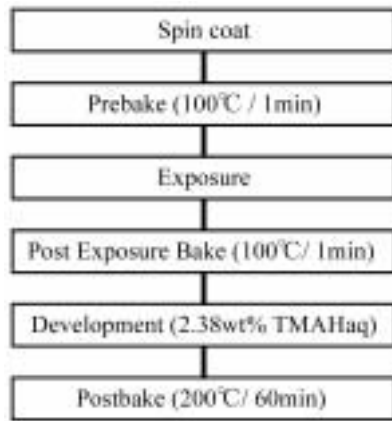 Spin coat
Prebake (100℃ / 1min)
Exposure
Post Exposure Bake (100℃/ 1min)
Development (2.38wt% TMAHaq)
Postbake (200℃/ 60min)